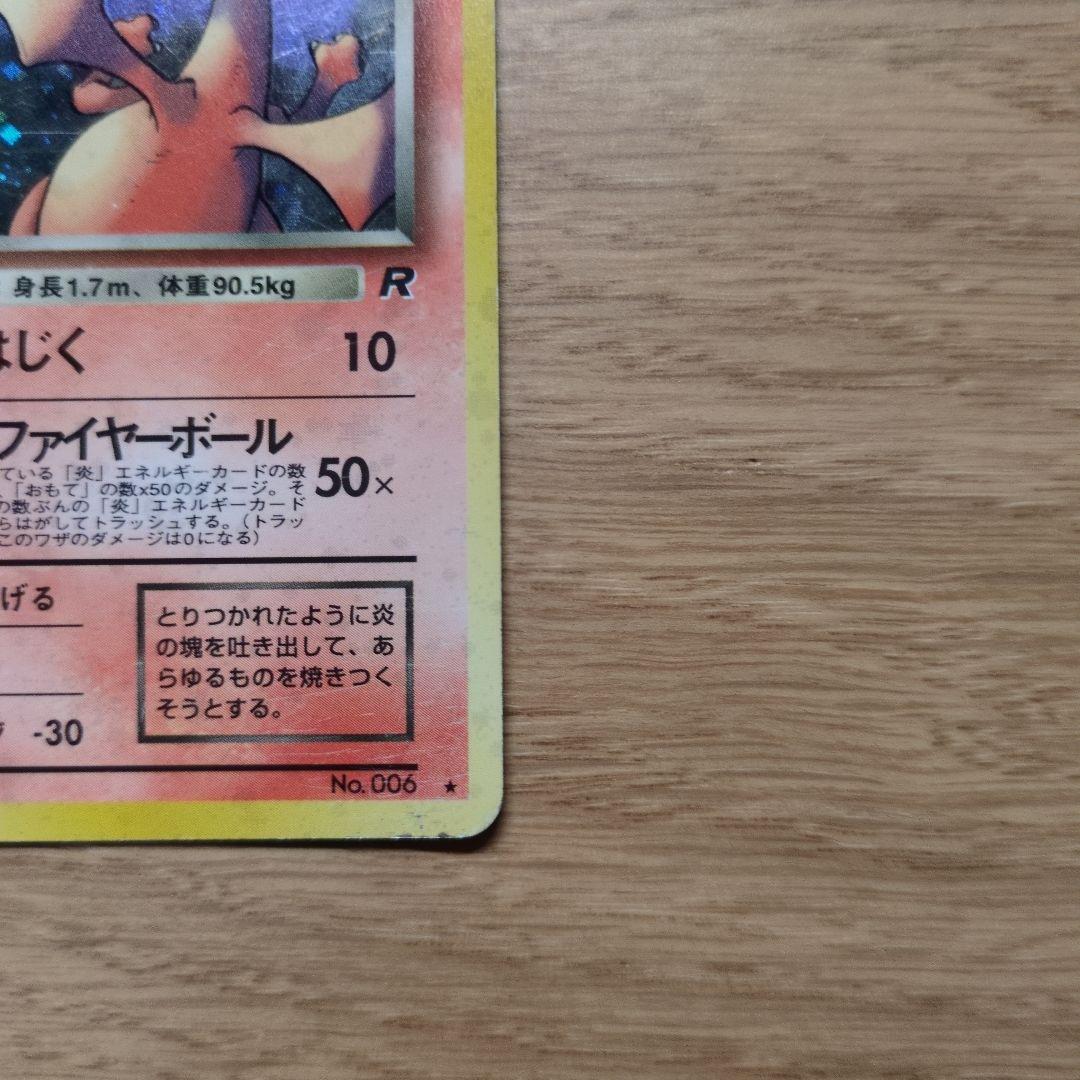 身長1.7m、体重90.5kg R
はじく 10
ファイヤーボール
ている「炎」エネルギーカードの数
、「おもて」の数x50のダメージ。そ
の数ぶんの「炎」エネルギーカード
らはがしてトラッシュする。（トラッ
このワザのダメージは0になる）
50×
げる
とりつかれたように炎
の塊を吐き出して、あ
らゆるものを焼きつく
そうとする。
-30
No. 006 ★